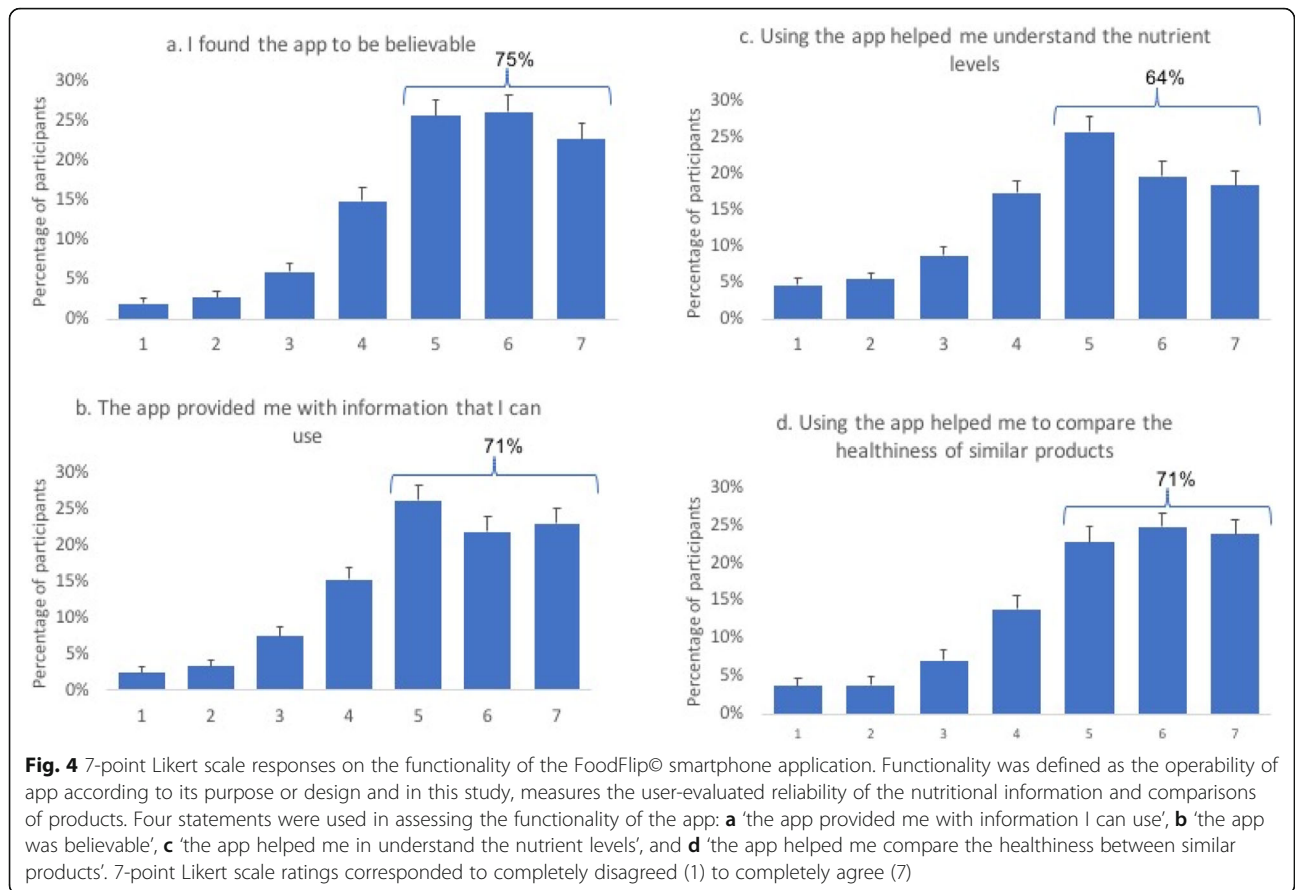 a. I found the app to be believable
75%
Percentage of participants
30%
25%
20%
15%
10%
5%
0%
1 2 3 4 5 6 7
b. The app provided me with information that I can
use
71%
Percentage of participants
30%
25%
20%
15%
10%
5%
0%
1 2 3 4 5 6 7
c. Using the app helped me understand the nutrient
levels
64%
Percentage of participants
30%
25%
20%
15%
10%
5%
0%
1 2 3 4 5 6 7
d. Using the app helped me to compare the
healthiness of similar products
71%
Percentage of participants
30%
25%
20%
15%
10%
5%
0%
1 2 3 4 5 6 7
Fig. 4 7-point Likert scale responses on the functionality of the FoodFlip© smartphone application. Functionality was defined as the operability of
app according to its purpose or design and in this study, measures the user-evaluated reliability of the nutritional information and comparisons
of products. Four statements were used in assessing the functionality of the app: a ‘the app provided me with information I can use’, b ‘the app
was believable’, c ‘the app helped me in understand the nutrient levels’, and d ‘the app helped me compare the healthiness between similar
products’. 7-point Likert scale ratings corresponded to completely disagreed (1) to completely agree (7)